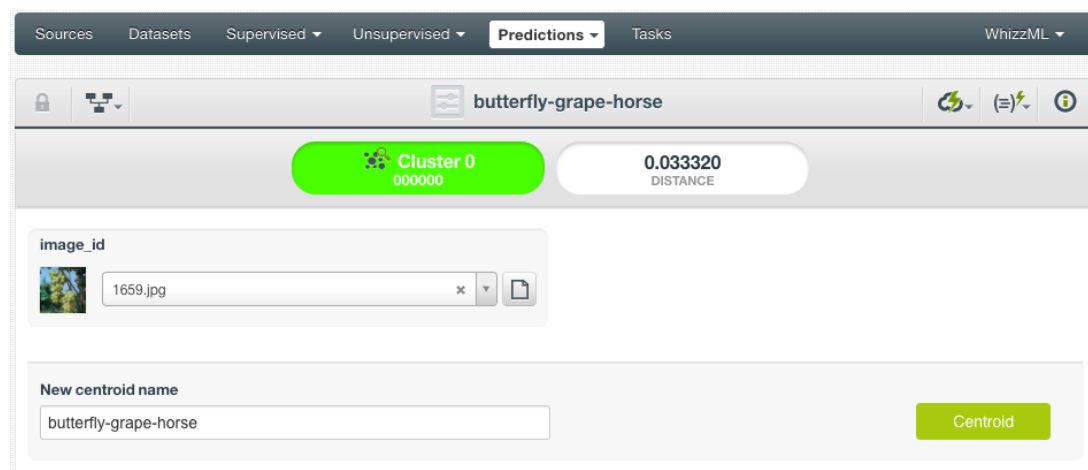 Sources Datasets Supervised Unsupervised Predictions Tasks WhizzML
butterfly-grape-horse
Cluster 0
000000
0.033320
DISTANCE
image_id
1659.jpg
New centroid name
butterfly-grape-horse
Centroid